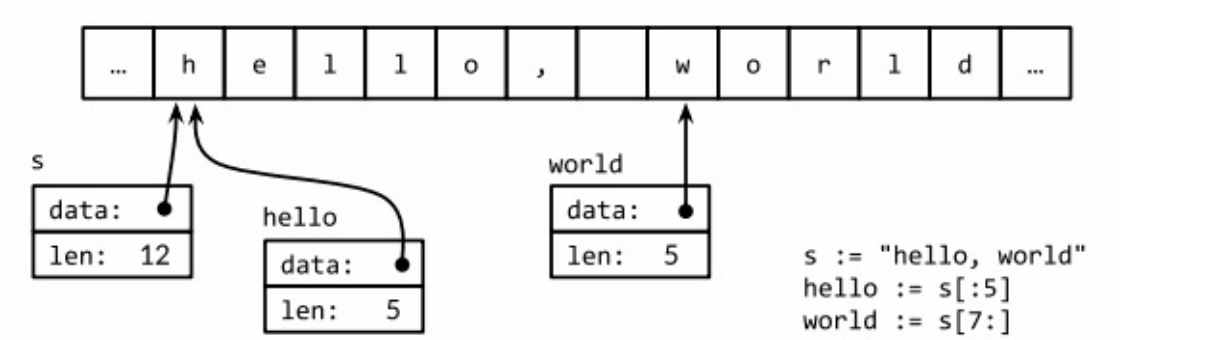 … h e l l o , w o r l d …
s
data:
len: 12
hello
data:
len: 5
world
data:
len: 5
s := "hello, world"
hello := s[:5]
world := s[7:]